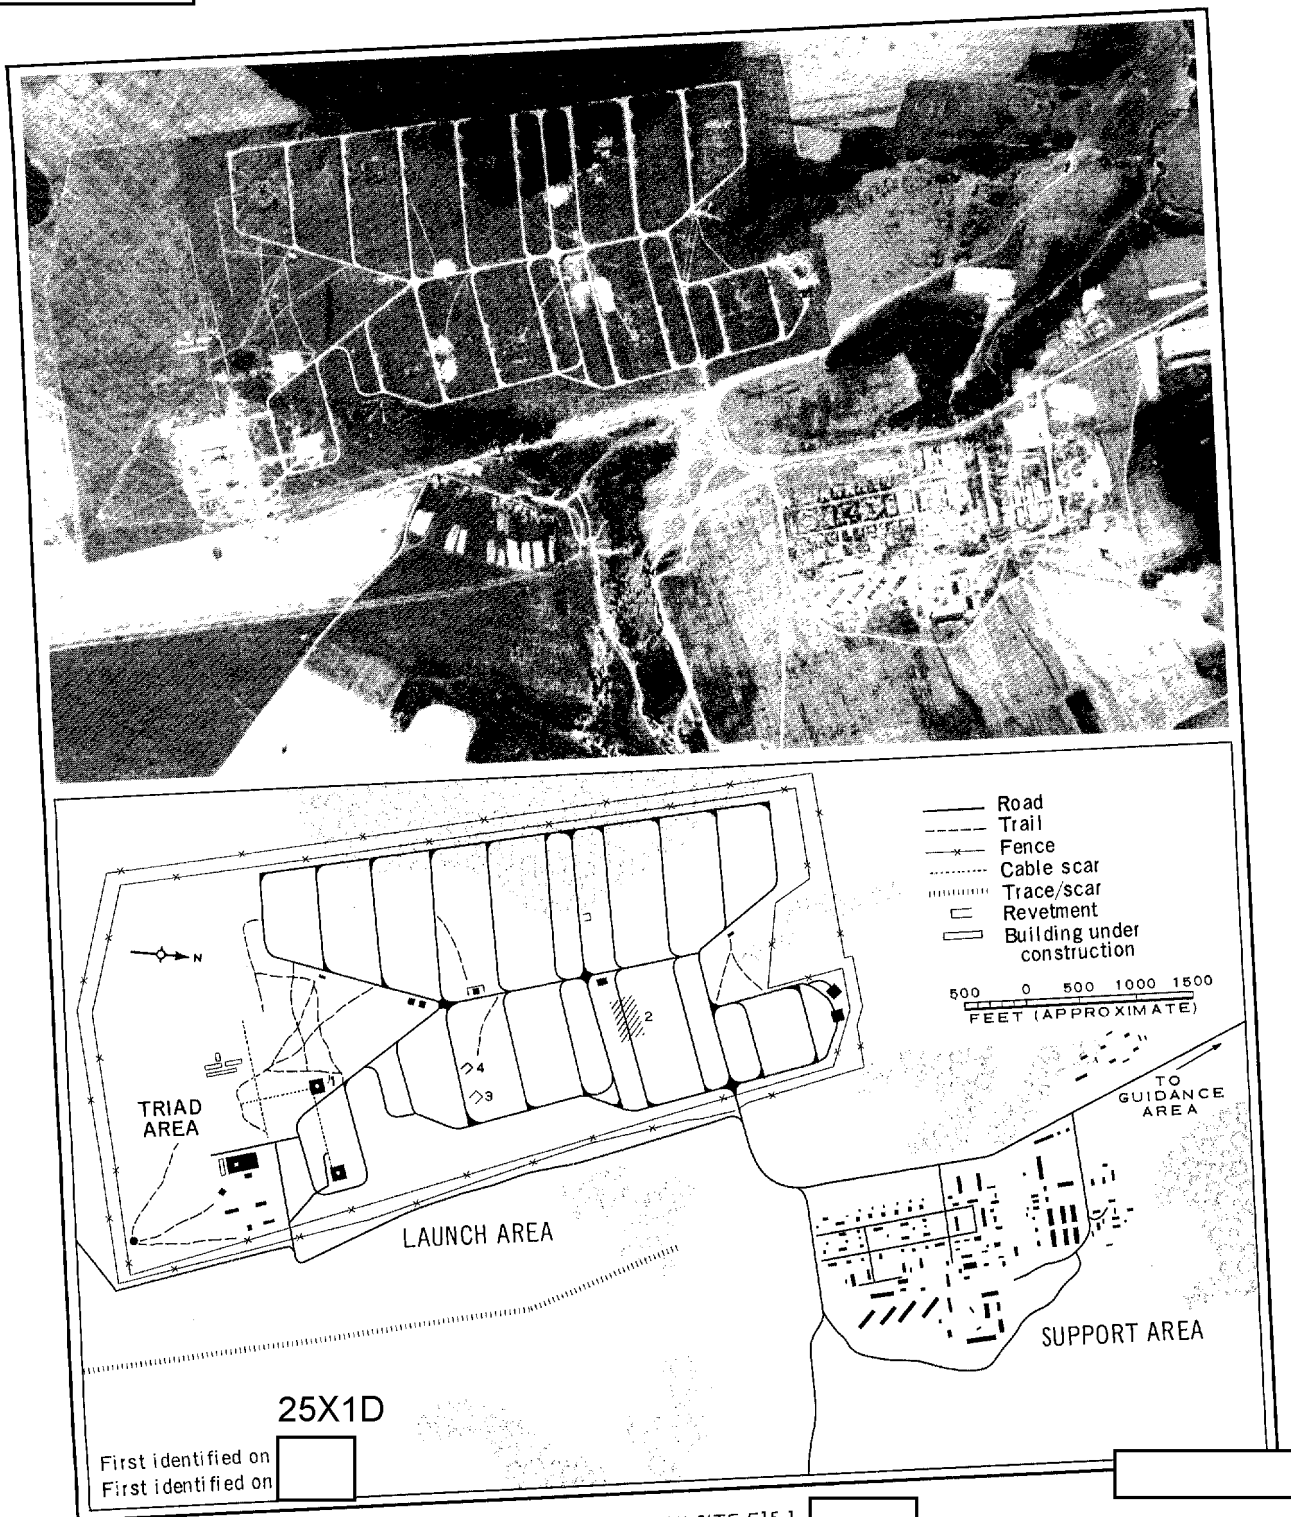 Road
Trail
Fence
Cable scar
Trace/scar
Revetment
Building under
construction
500 0 500 1000 1500
FEET (APPROXIMATE)
N
2
4
3
1
TRIAD
AREA
TO
GUIDANCE
AREA
LAUNCH AREA
SUPPORT AREA
25X1D
First identified on
First identified on